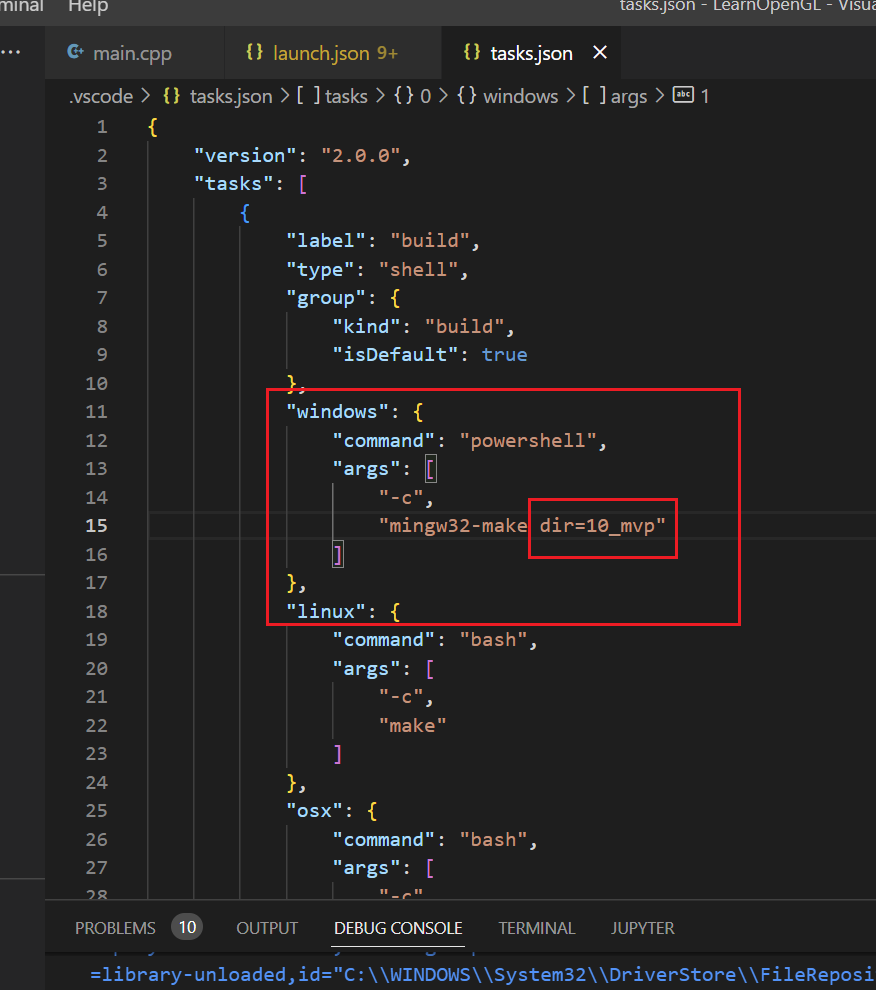 minal Help tasks.json - LearnOpenGL - Visua
... main.cpp {} launch.json 9+ {} tasks.json ×
.vscode > {} tasks.json > [ ] tasks > {} 0 > {} windows > [ ] args > abc 1
1 {
2 "version": "2.0.0",
3 "tasks": [
4 {
5 "label": "build",
6 "type": "shell",
7 "group": {
8 "kind": "build",
9 "isDefault": true
10 },
11 "windows": {
12 "command": "powershell",
13 "args": [
14 "-c",
15 "mingw32-make dir=10_mvp"
16 ]
17 },
18 "linux": {
19 "command": "bash",
20 "args": [
21 "-c",
22 "make"
23 ]
24 },
25 "osx": {
26 "command": "bash",
27 "args": [
28 "-c"
PROBLEMS 10 OUTPUT DEBUG CONSOLE TERMINAL JUPYTER
=library-unloaded,id="C:\\WINDOWS\\System32\\DriverStore\\FileReposi